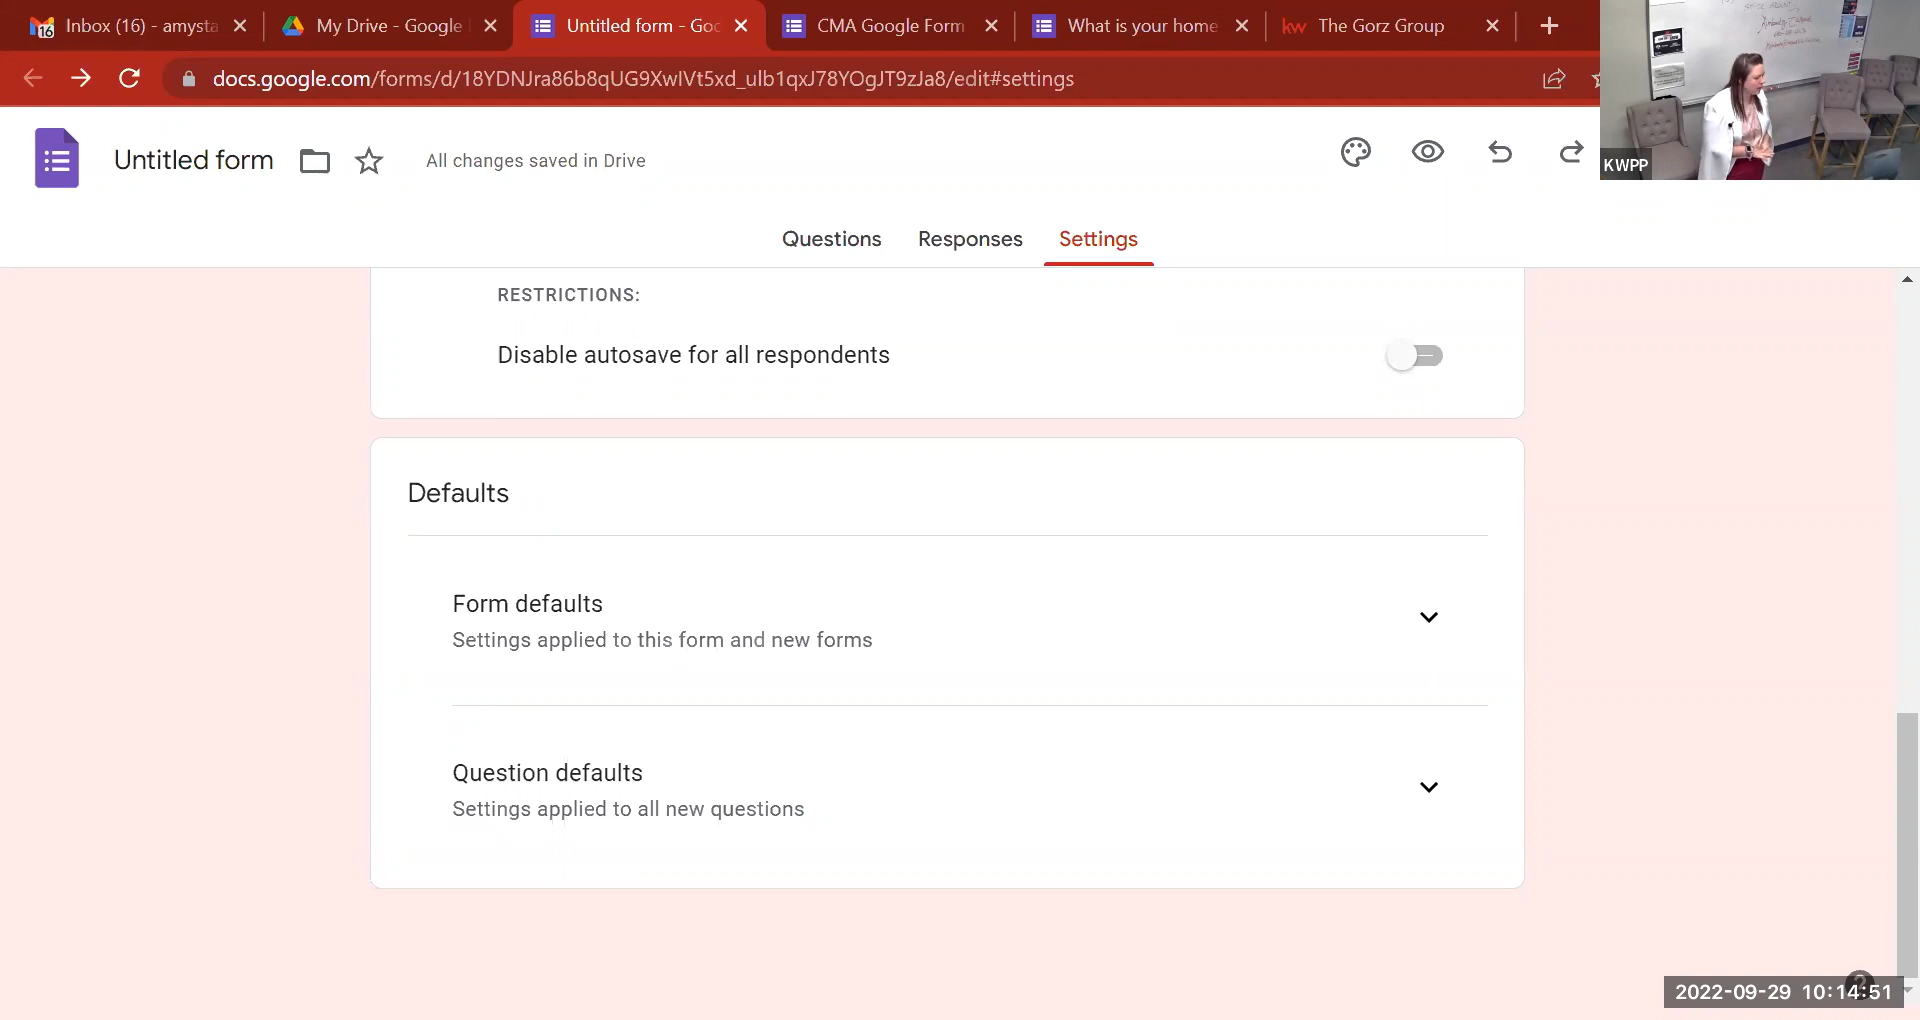 Inbox (16) - amysta
My Drive - Google
Untitled form - Goo
CMA Google Form
What is your home
kw The Gorz Group
docs.google.com/forms/d/18YDNJra86b8qUG9XwIVt5xd_ulb1qxJ78YOgJT9zJa8/edit#settings
KWPP
Untitled form
All changes saved in Drive
Questions
Responses
Settings
RESTRICTIONS:
Disable autosave for all respondents
Defaults
Form defaults
Settings applied to this form and new forms
Question defaults
Settings applied to all new questions
2022-09-29 10:14:51